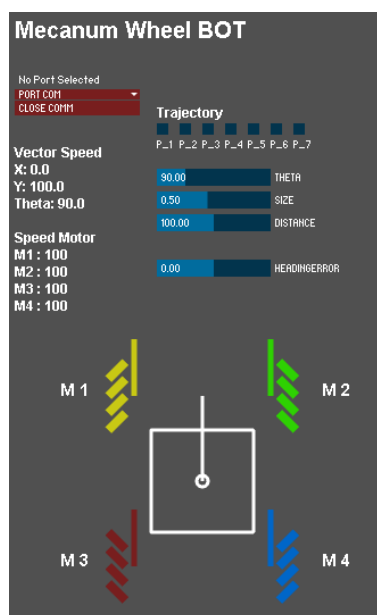 Mecanum Wheel BOT
No Port Selected
PORT COM
CLOSE COMM
Trajectory
P_1 P_2 P_3 P_4 P_5 P_6 P_7
Vector Speed
X: 0.0
Y: 100.0
Theta: 90.0
90.00 THETA
0.50 SIZE
100.00 DISTANCE
Speed Motor
M1 : 100
M2 : 100
M3 : 100
M4 : 100
0.00 HEADINGERROR
M 1
M 2
M 3
M 4